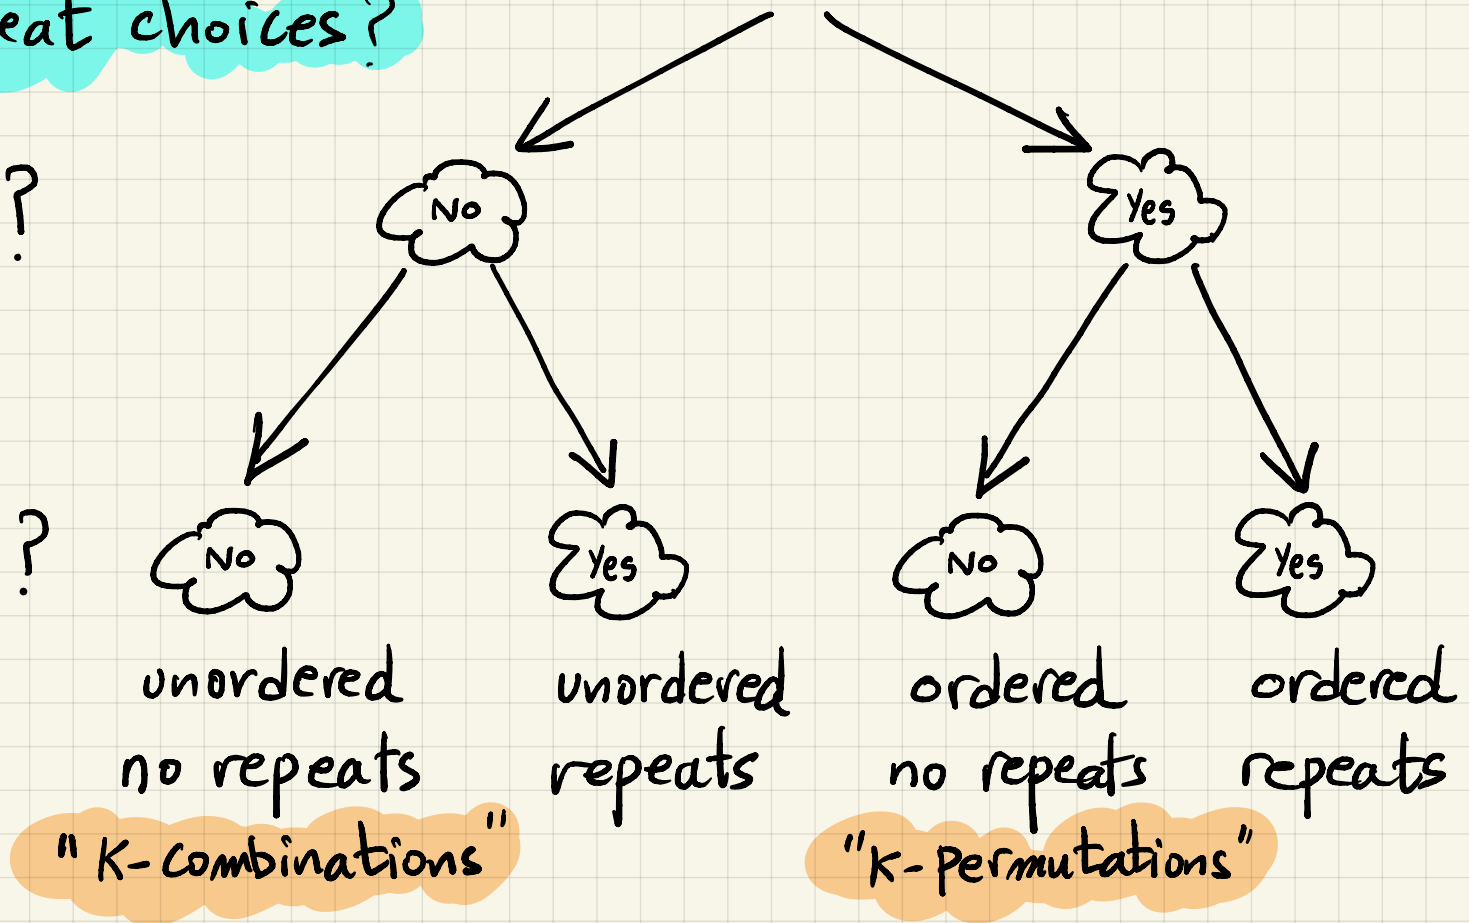 eat choices?
?
No Yes
?
No Yes No Yes
unordered unordered ordered ordered
no repeats repeats no repeats repeats
"K-combinations" "K-permutations"